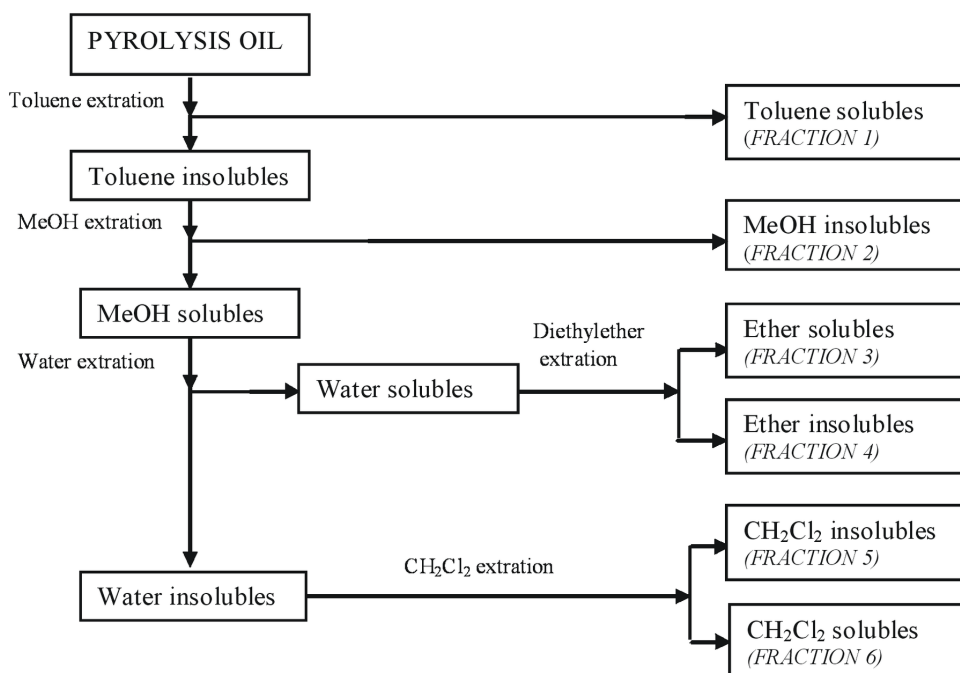 PYROLYSIS OIL
Toluene extration
Toluene solubles
(FRACTION 1)
Toluene insolubles
MeOH extration
MeOH insolubles
(FRACTION 2)
MeOH solubles
Water extration
Diethylether
extration
Ether solubles
(FRACTION 3)
Water solubles
Ether insolubles
(FRACTION 4)
CH₂Cl₂ insolubles
(FRACTION 5)
CH₂Cl₂ extration
Water insolubles
CH₂Cl₂ solubles
(FRACTION 6)